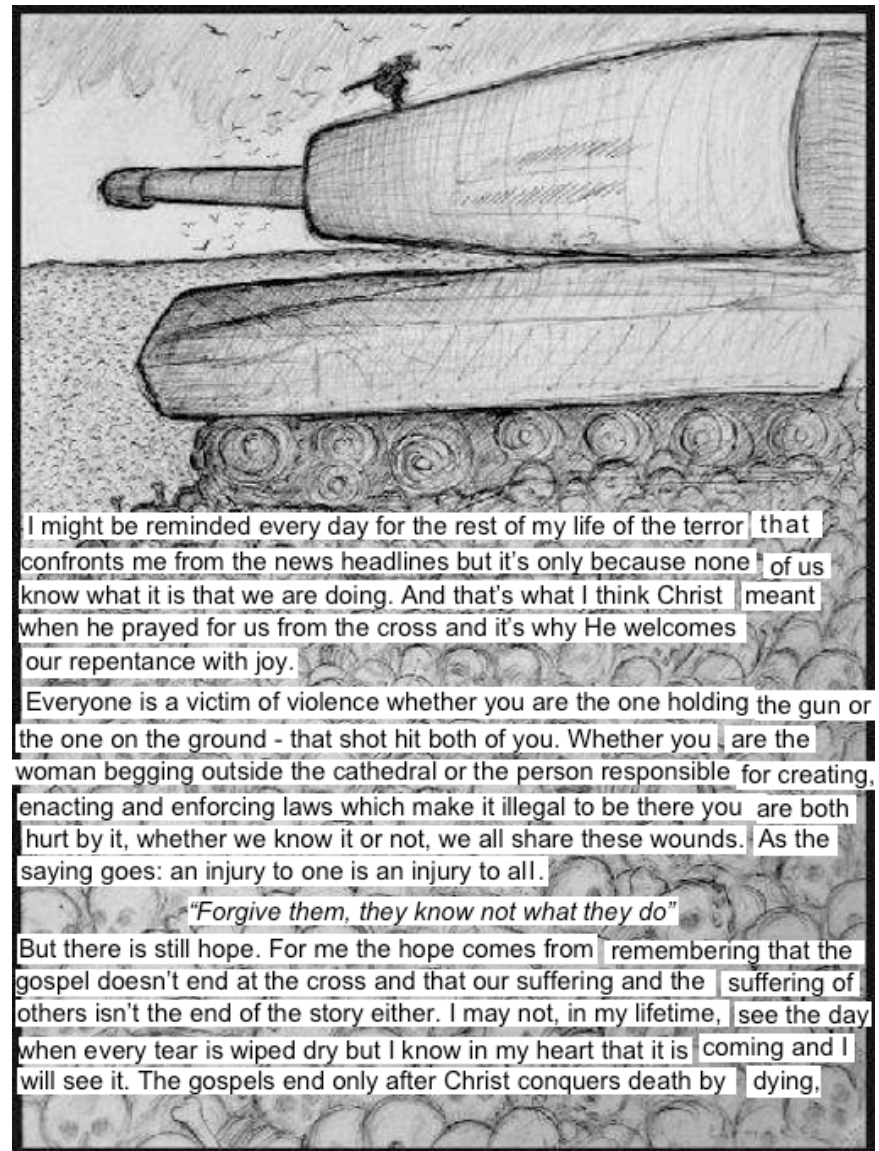 I might be reminded every day for the rest of my life of the terror that
confronts me from the news headlines but it's only because none of us
know what it is that we are doing. And that's what I think Christ meant
when he prayed for us from the cross and it's why He welcomes
our repentance with joy.
Everyone is a victim of violence whether you are the one holding the gun or
the one on the ground - that shot hit both of you. Whether you are the
woman begging outside the cathedral or the person responsible for creating,
enacting and enforcing laws which make it illegal to be there you are both
hurt by it, whether we know it or not, we all share these wounds. As the
saying goes: an injury to one is an injury to all.
“Forgive them, they know not what they do”
But there is still hope. For me the hope comes from remembering that the
gospel doesn't end at the cross and that our suffering and the suffering of
others isn't the end of the story either. I may not, in my lifetime, see the day
when every tear is wiped dry but I know in my heart that it is coming and I
will see it. The gospels end only after Christ conquers death by dying,